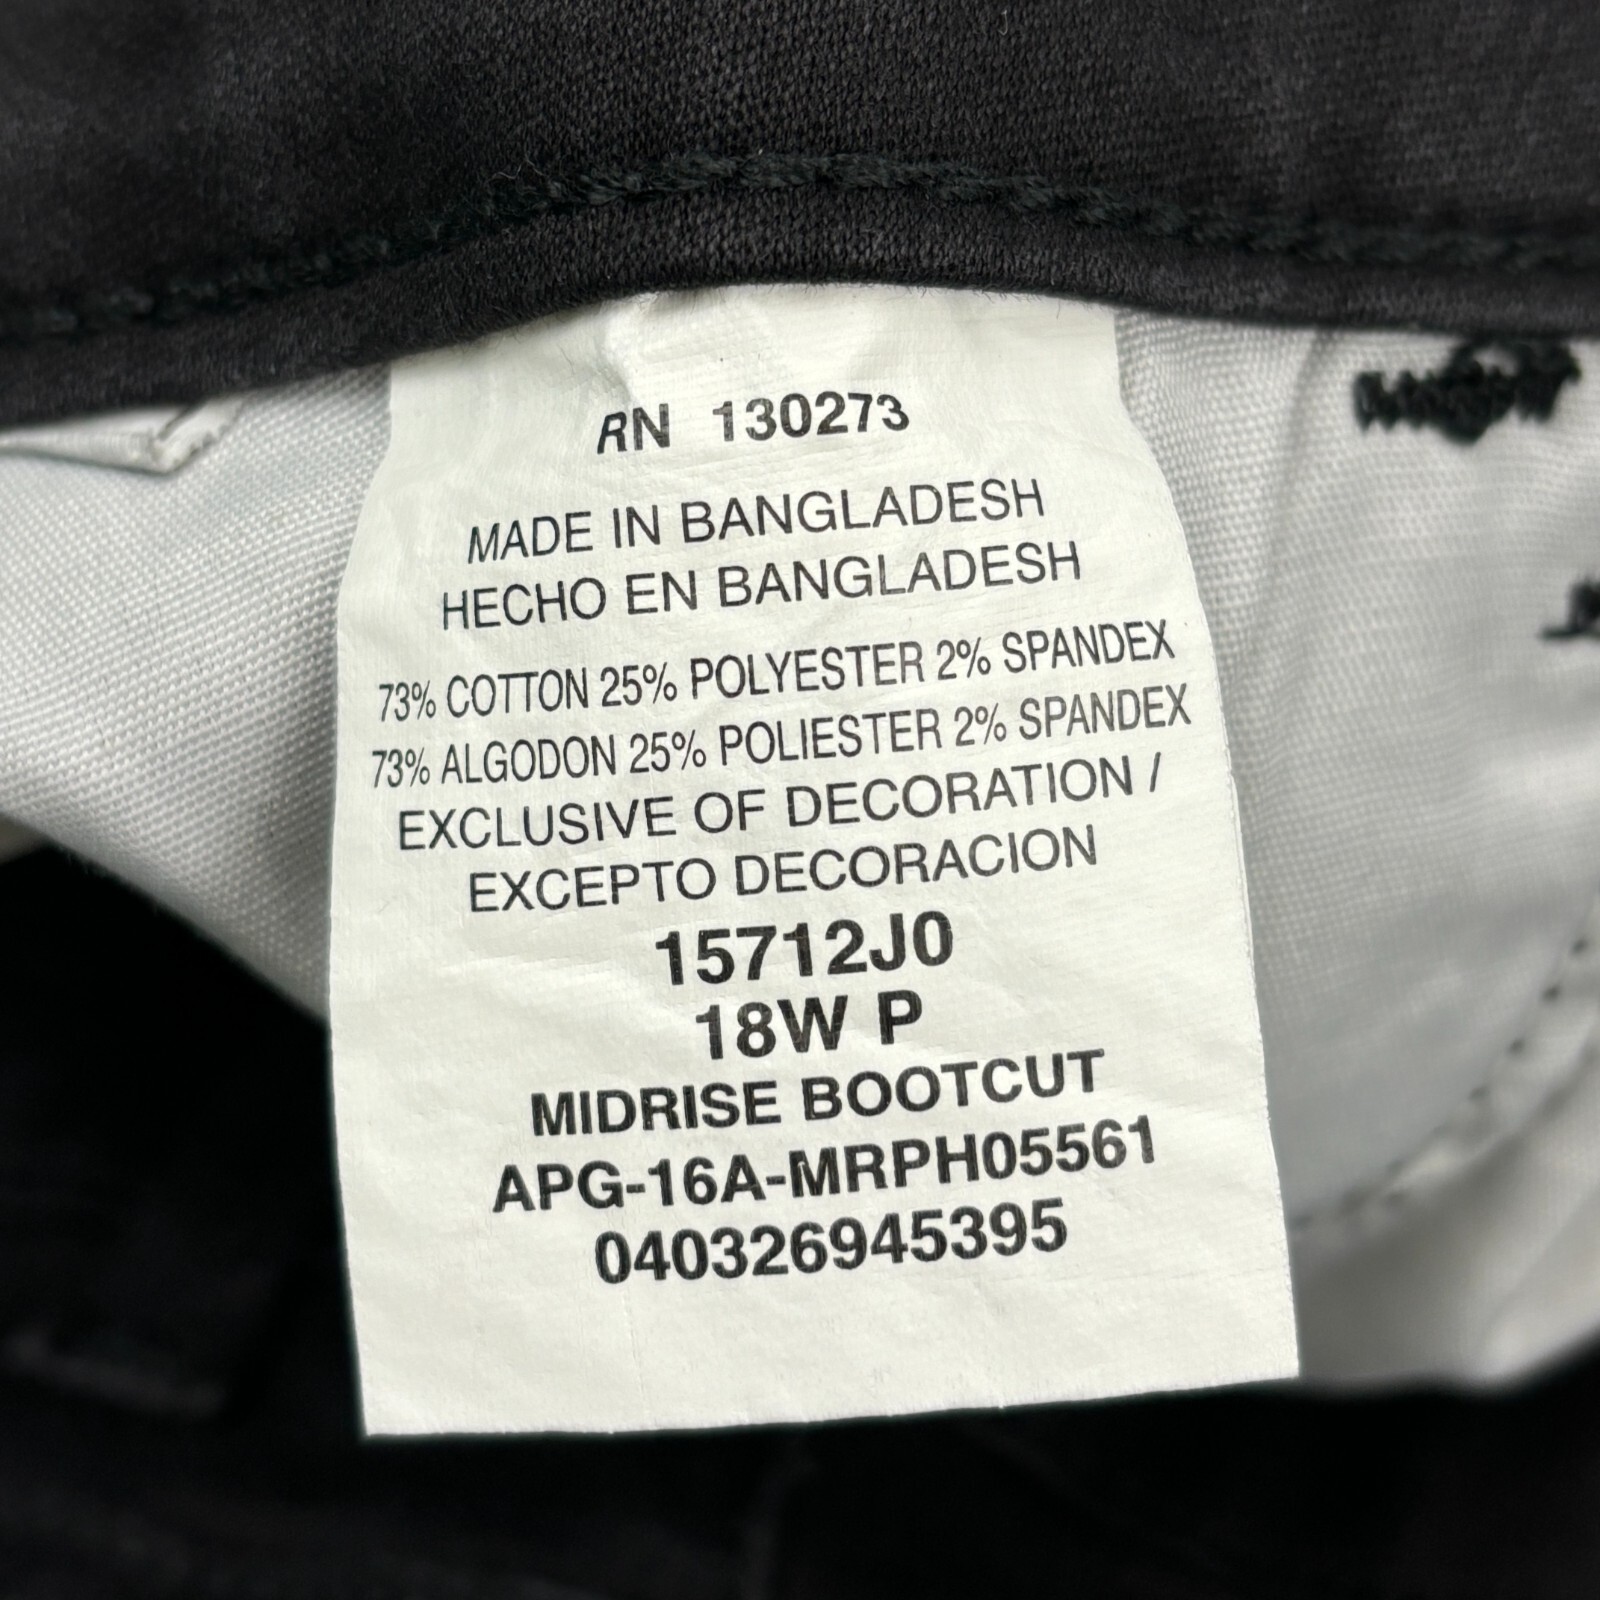 RN 130273
MADE IN BANGLADESH
HECHO EN BANGLADESH
73% COTTON 25% POLYESTER 2% SPANDEX
73% ALGODON 25% POLIESTER 2% SPANDEX
EXCLUSIVE OF DECORATION /
EXCEPTO DECORACION
15712J0
18W P
MIDRISE BOOTCUT
APG-16A-MRPH05561
040326945395